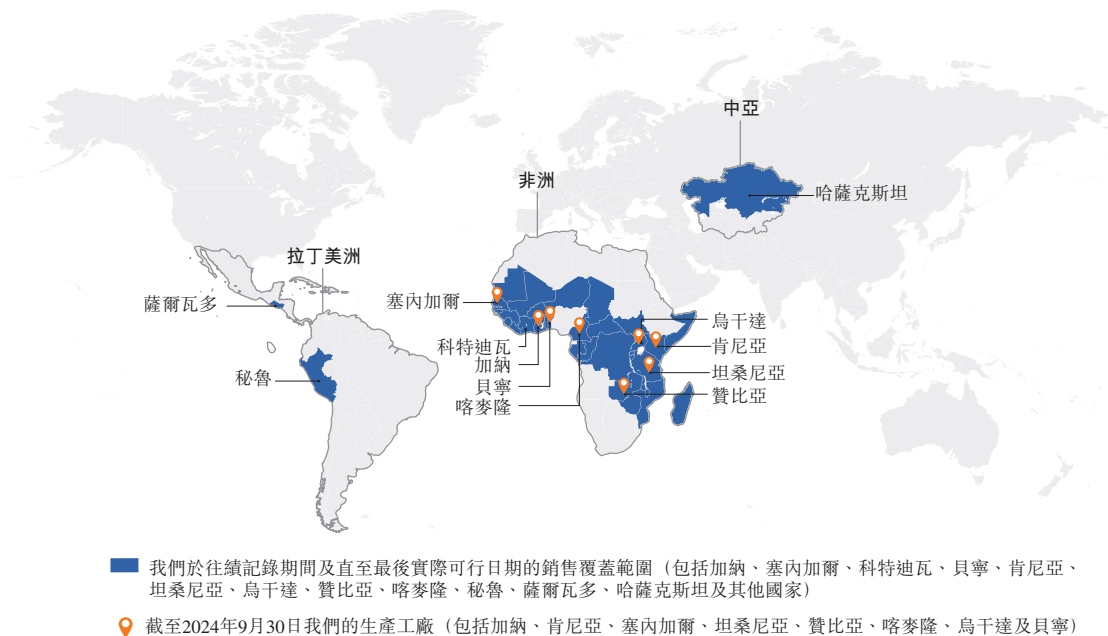 中亞
哈薩克斯坦
非洲
拉丁美洲
薩爾瓦多
塞內加爾
烏干達
科特迪瓦
肯尼亞
加納
秘魯
坦桑尼亞
貝寧
贊比亞
喀麥隆
我們於往績記錄期間及直至最後實際可行日期的銷售覆蓋範圍（包括加納、塞內加爾、科特迪瓦、貝寧、肯尼亞、
坦桑尼亞、烏干達、贊比亞、喀麥隆、秘魯、薩爾瓦多、哈薩克斯坦及其他國家）
截至2024年9月30日我們的生產工廠（包括加納、肯尼亞、塞內加爾、坦桑尼亞、贊比亞、喀麥隆、烏干達及貝寧）